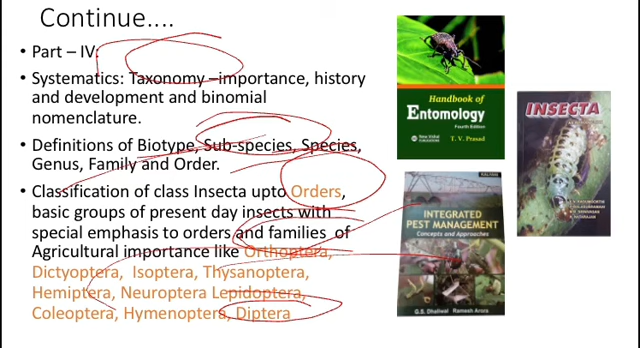 Continue....
• Part – IV:
• Systematics: Taxonomy –importance, history
and development and binomial
nomenclature.
• Definitions of Biotype, Sub-species, Species,
Genus, Family and Order.
• Classification of class Insecta upto Orders,
basic groups of present day insects with
special emphasis to orders and families of
Agricultural importance like Orthoptera,
Dictyoptera, Isoptera, Thysanoptera,
Hemiptera, Neuroptera Lepidoptera,
Coleoptera, Hymenoptera, Diptera
Handbook of
Entomology
Fourth Edition
T. V. Prasad
INSECTA
INTEGRATED
PEST MANAGEMENT
Concepts and Approaches
G.S. Dhaliwal Ramesh Arora